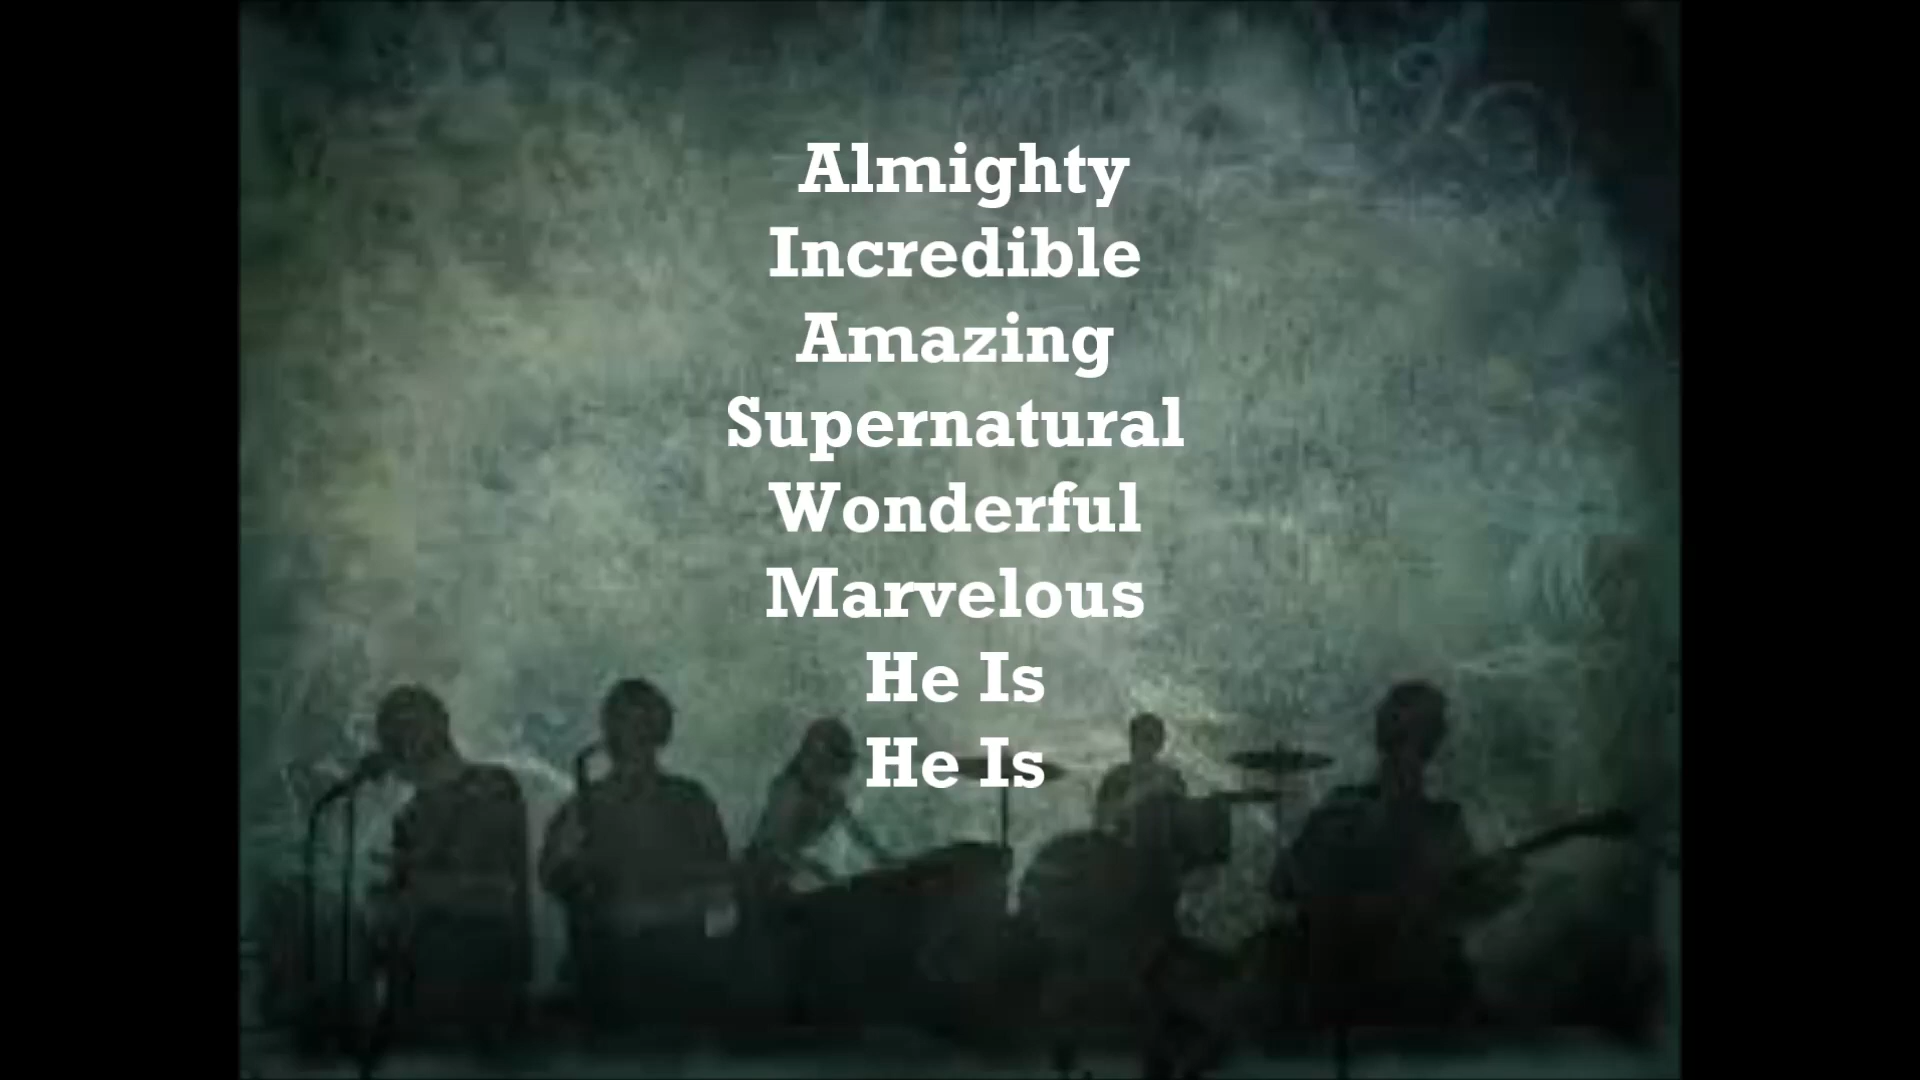 Almighty
Incredible
Amazing
Supernatural
Wonderful
Marvelous
He Is
He Is